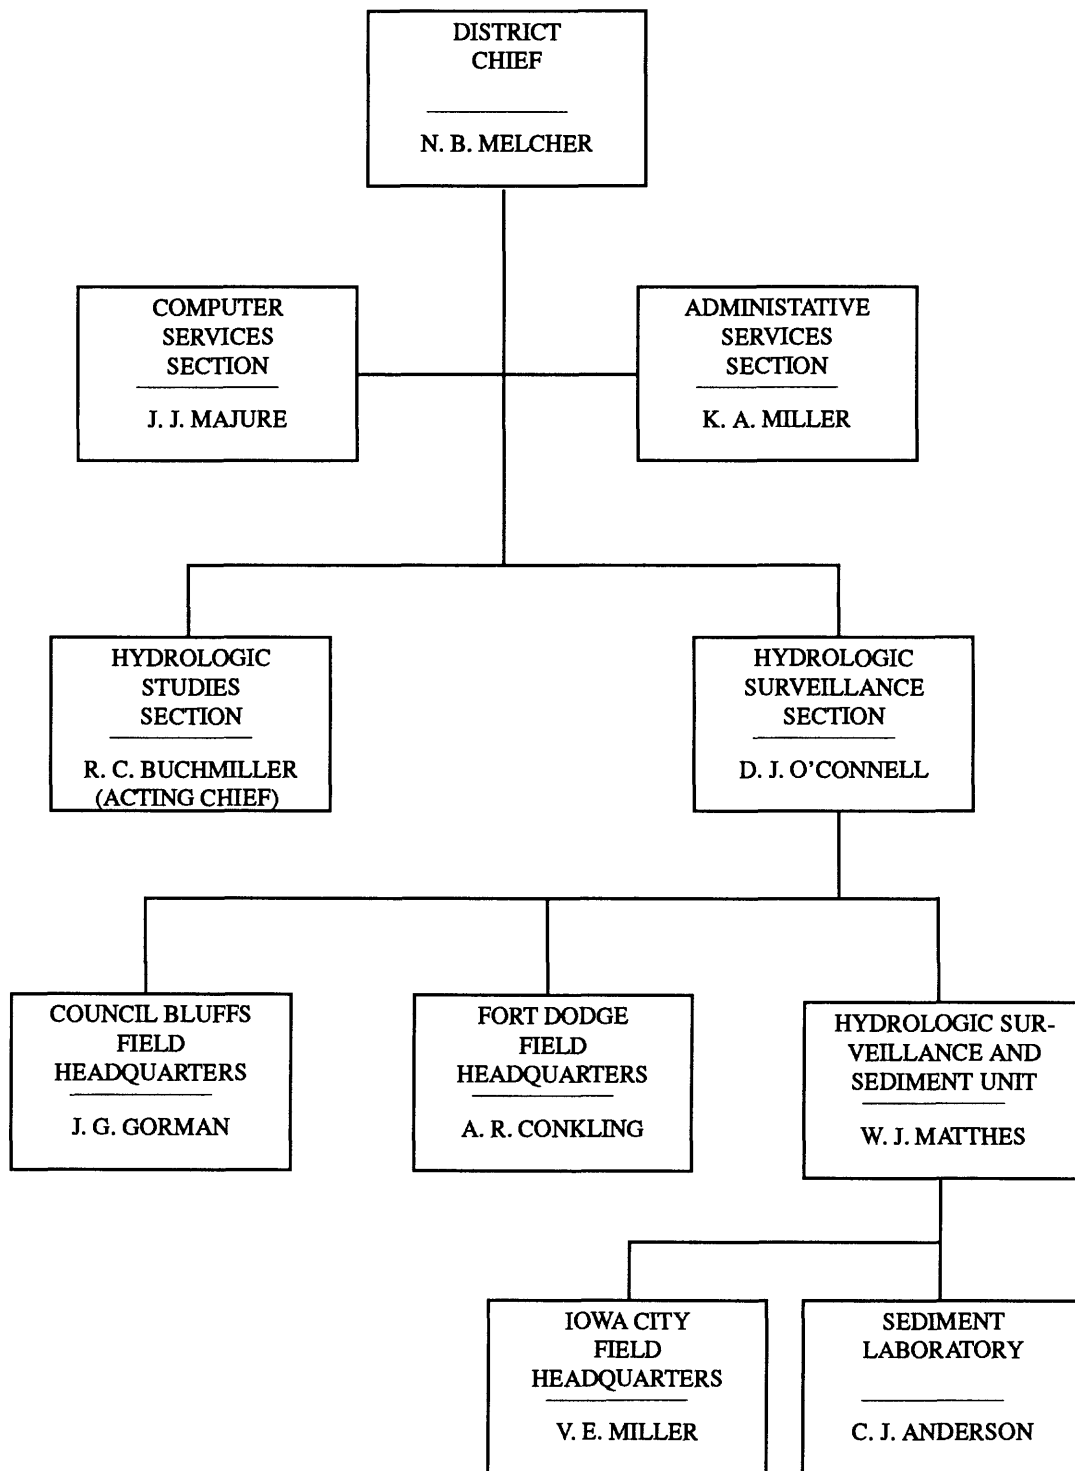 DISTRICT
CHIEF
N. B. MELCHER
COMPUTER
SERVICES
SECTION
J. J. MAJURE
ADMINISTATIVE
SERVICES
SECTION
K. A. MILLER
HYDROLOGIC
STUDIES
SECTION
R. C. BUCHMILLER
(ACTING CHIEF)
HYDROLOGIC
SURVEILLANCE
SECTION
D. J. O'CONNELL
COUNCIL BLUFFS
FIELD
HEADQUARTERS
J. G. GORMAN
FORT DODGE
FIELD
HEADQUARTERS
A. R. CONKLING
HYDROLOGIC SUR-
VEILLANCE AND
SEDIMENT UNIT
W. J. MATTHES
IOWA CITY
FIELD
HEADQUARTERS
V. E. MILLER
SEDIMENT
LABORATORY
C. J. ANDERSON